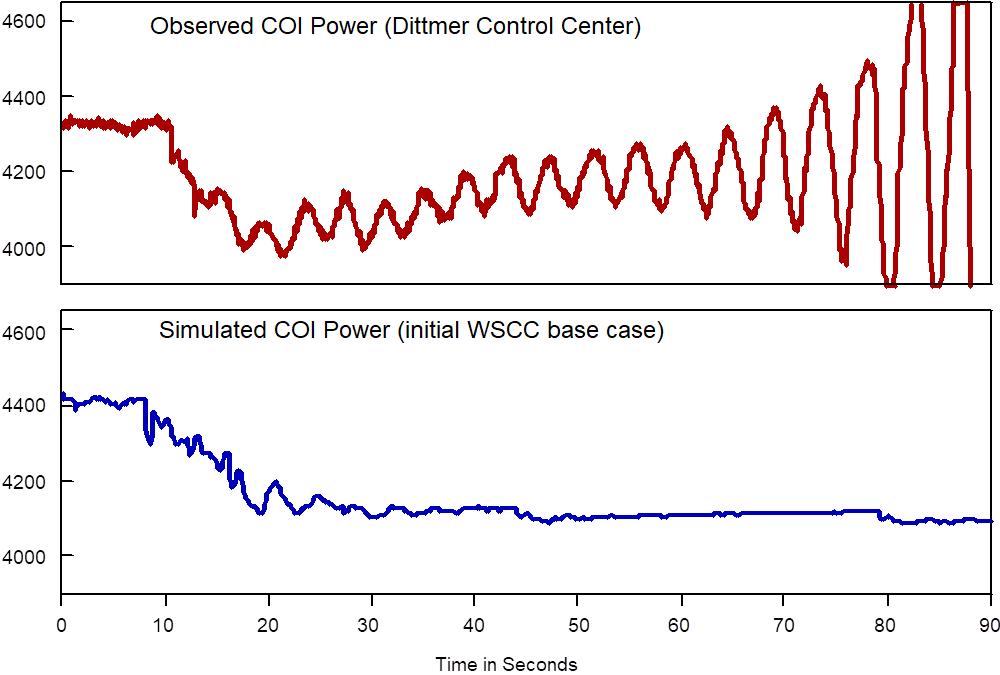 Observed COI Power (Dittmer Control Center)
4600
4400
4200
4000
Simulated COI Power (initial WSCC base case)
4600
4400
4200
4000
0 10 20 30 40 50 60 70 80 90
Time in Seconds